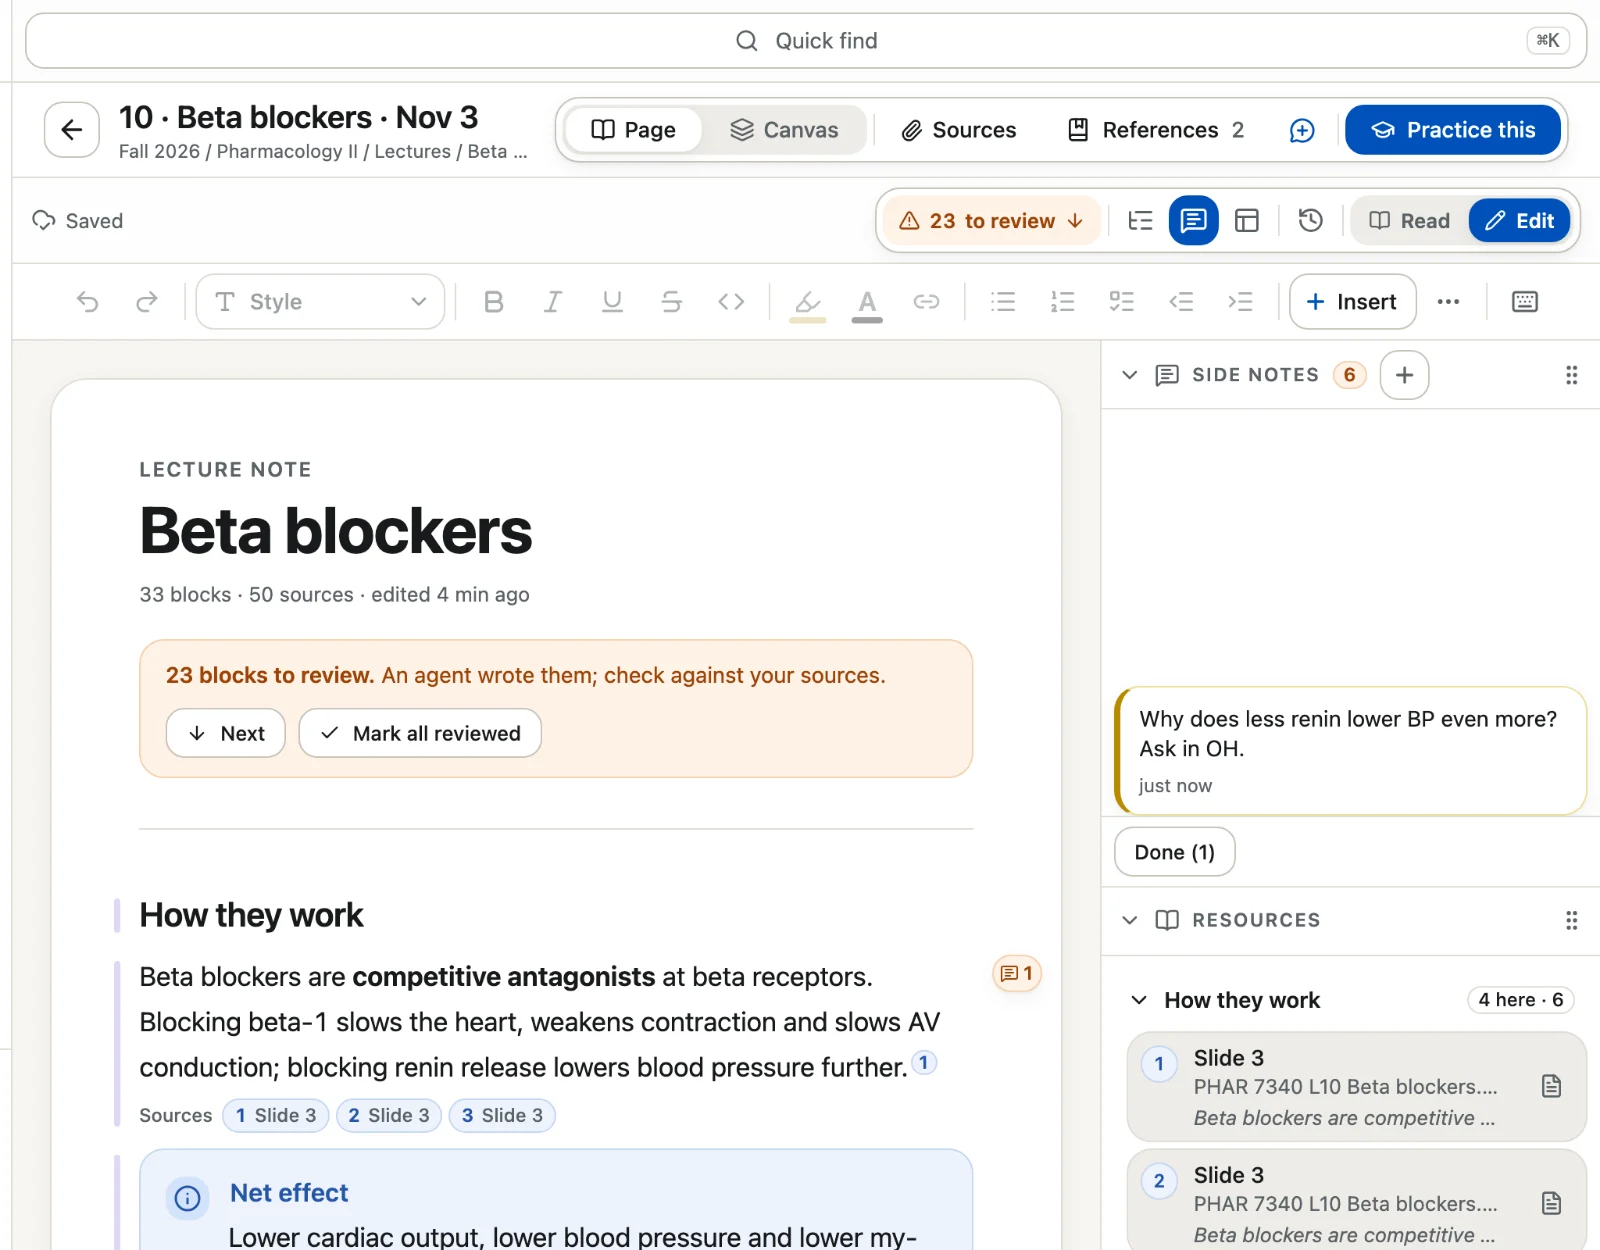 Quick find
⌘K
10 · Beta blockers · Nov 3
Fall 2026 / Pharmacology II / Lectures / Beta ...
Page
Canvas
Sources
References 2
Practice this
Saved
23 to review
Read
Edit
Style
Insert
SIDE NOTES 6
LECTURE NOTE
Beta blockers
33 blocks · 50 sources · edited 4 min ago
23 blocks to review. An agent wrote them; check against your sources.
Next
Mark all reviewed
How they work
Beta blockers are competitive antagonists at beta receptors.
Blocking beta-1 slows the heart, weakens contraction and slows AV
conduction; blocking renin release lowers blood pressure further. 1
1
Sources 1 Slide 3 2 Slide 3 3 Slide 3
Net effect
Lower cardiac output, lower blood pressure and lower my-
Why does less renin lower BP even more?
Ask in OH.
just now
Done (1)
RESOURCES
How they work
4 here · 6
1 Slide 3
PHAR 7340 L10 Beta blockers....
Beta blockers are competitive ...
2 Slide 3
PHAR 7340 L10 Beta blockers....
Beta blockers are competitive ...